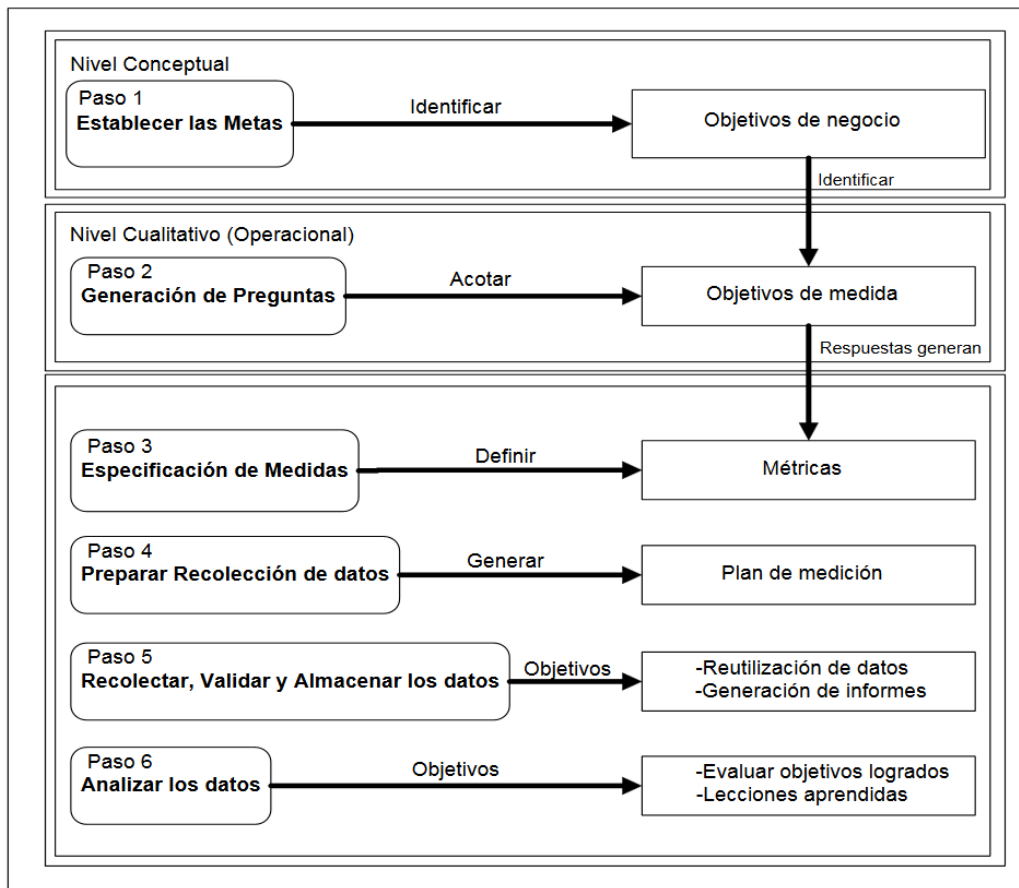 Nivel Conceptual
Paso 1
Establecer las Metas
Identificar
Objetivos de negocio
Identificar
Nivel Cualitativo (Operacional)
Paso 2
Generación de Preguntas
Acotar
Objetivos de medida
Respuestas generan
Paso 3
Especificación de Medidas
Definir
Métricas
Paso 4
Preparar Recolección de datos
Generar
Plan de medición
Paso 5
Recolectar, Validar y Almacenar los datos
Objetivos
-Reutilización de datos
-Generación de informes
Paso 6
Analizar los datos
Objetivos
-Evaluar objetivos logrados
-Lecciones aprendidas